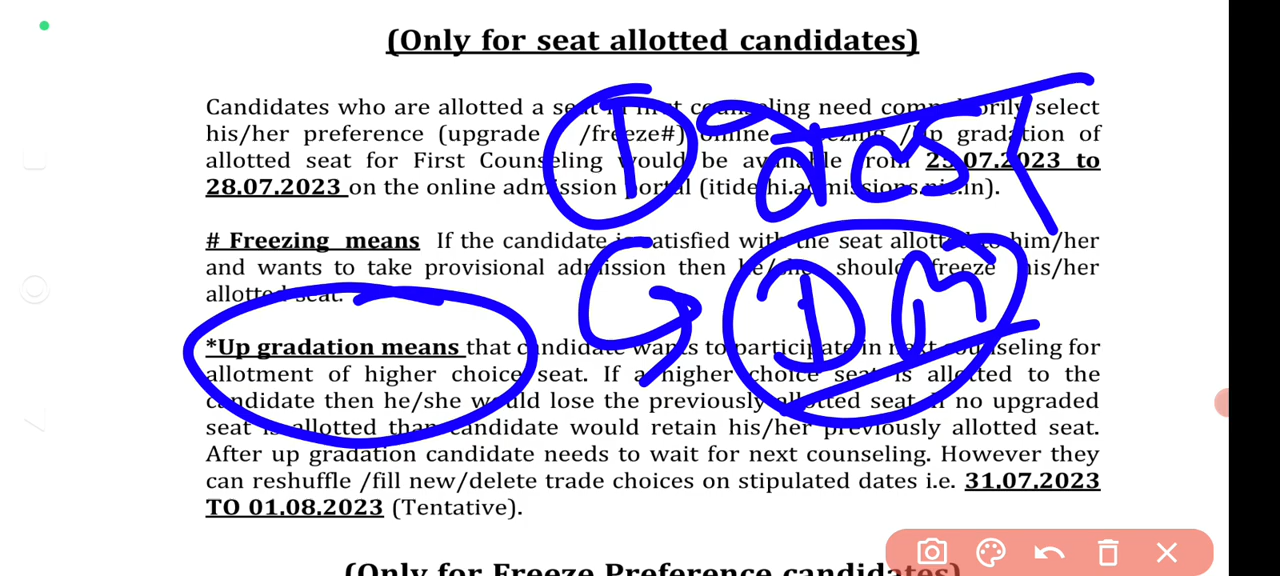 (Only for seat allotted candidates)
Candidates who are allotted a seat in first counseling need compulsorily select
his/her preference (upgrade /freeze#) online. Freezing /Up gradation of
allotted seat for First Counseling would be available from 25.07.2023 to
28.07.2023 on the online admission portal (itidelhi.admissions.nic.in).
# Freezing means If the candidate is satisfied with the seat allotted to him/her
and wants to take provisional admission then he/she should freeze his/her
allotted seat.
*Up gradation means that candidate wants to participate in next counseling for
allotment of higher choice seat. If a higher choice seat is allotted to the
candidate then he/she would lose the previously allotted seat. If no upgraded
seat is allotted than candidate would retain his/her previously allotted seat.
After up gradation candidate needs to wait for next counseling. However they
can reshuffle /fill new/delete trade choices on stipulated dates i.e. 31.07.2023
TO 01.08.2023 (Tentative).
(Only for Freeze Preference candidates)